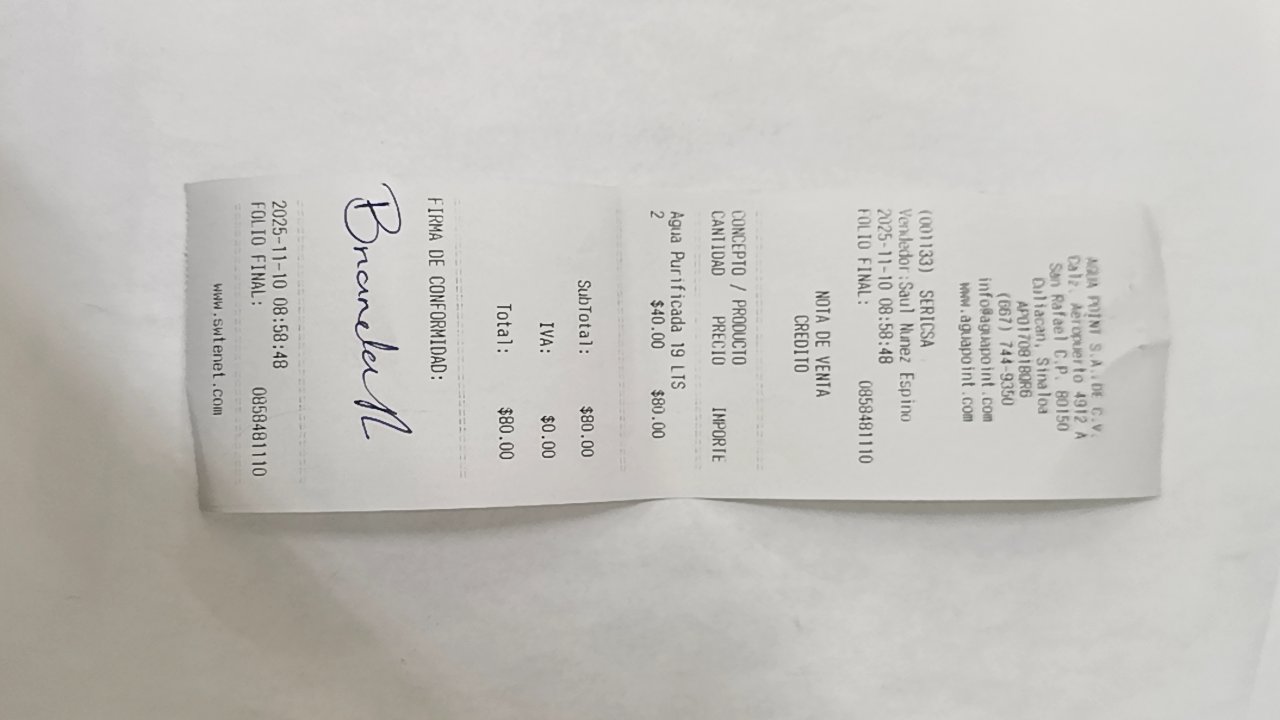 AQUA POINT S.A. DE C.V.
Calz. Aeropuerto 4912 A
San Rafael C.P. 80150
Culiacan, Sinaloa
APO170818QR6
(667) 744-9350
info@aguapoint.com
www.aguapoint.com
(001133) SERICSA
Vendedor:Saul Nunez Espino
2025-11-10 08:58:48
FOLIO FINAL: 0858481110
NOTA DE VENTA
CREDITO
CONCEPTO / PRODUCTO
CANTIDAD PRECIO IMPORTE
Agua Purificada 19 LTS
2 $40.00 $80.00
SubTotal: $80.00
IVA: $0.00
Total: $80.00
FIRMA DE CONFORMIDAD:
2025-11-10 08:58:48
FOLIO FINAL: 0858481110
www.swtenet.com